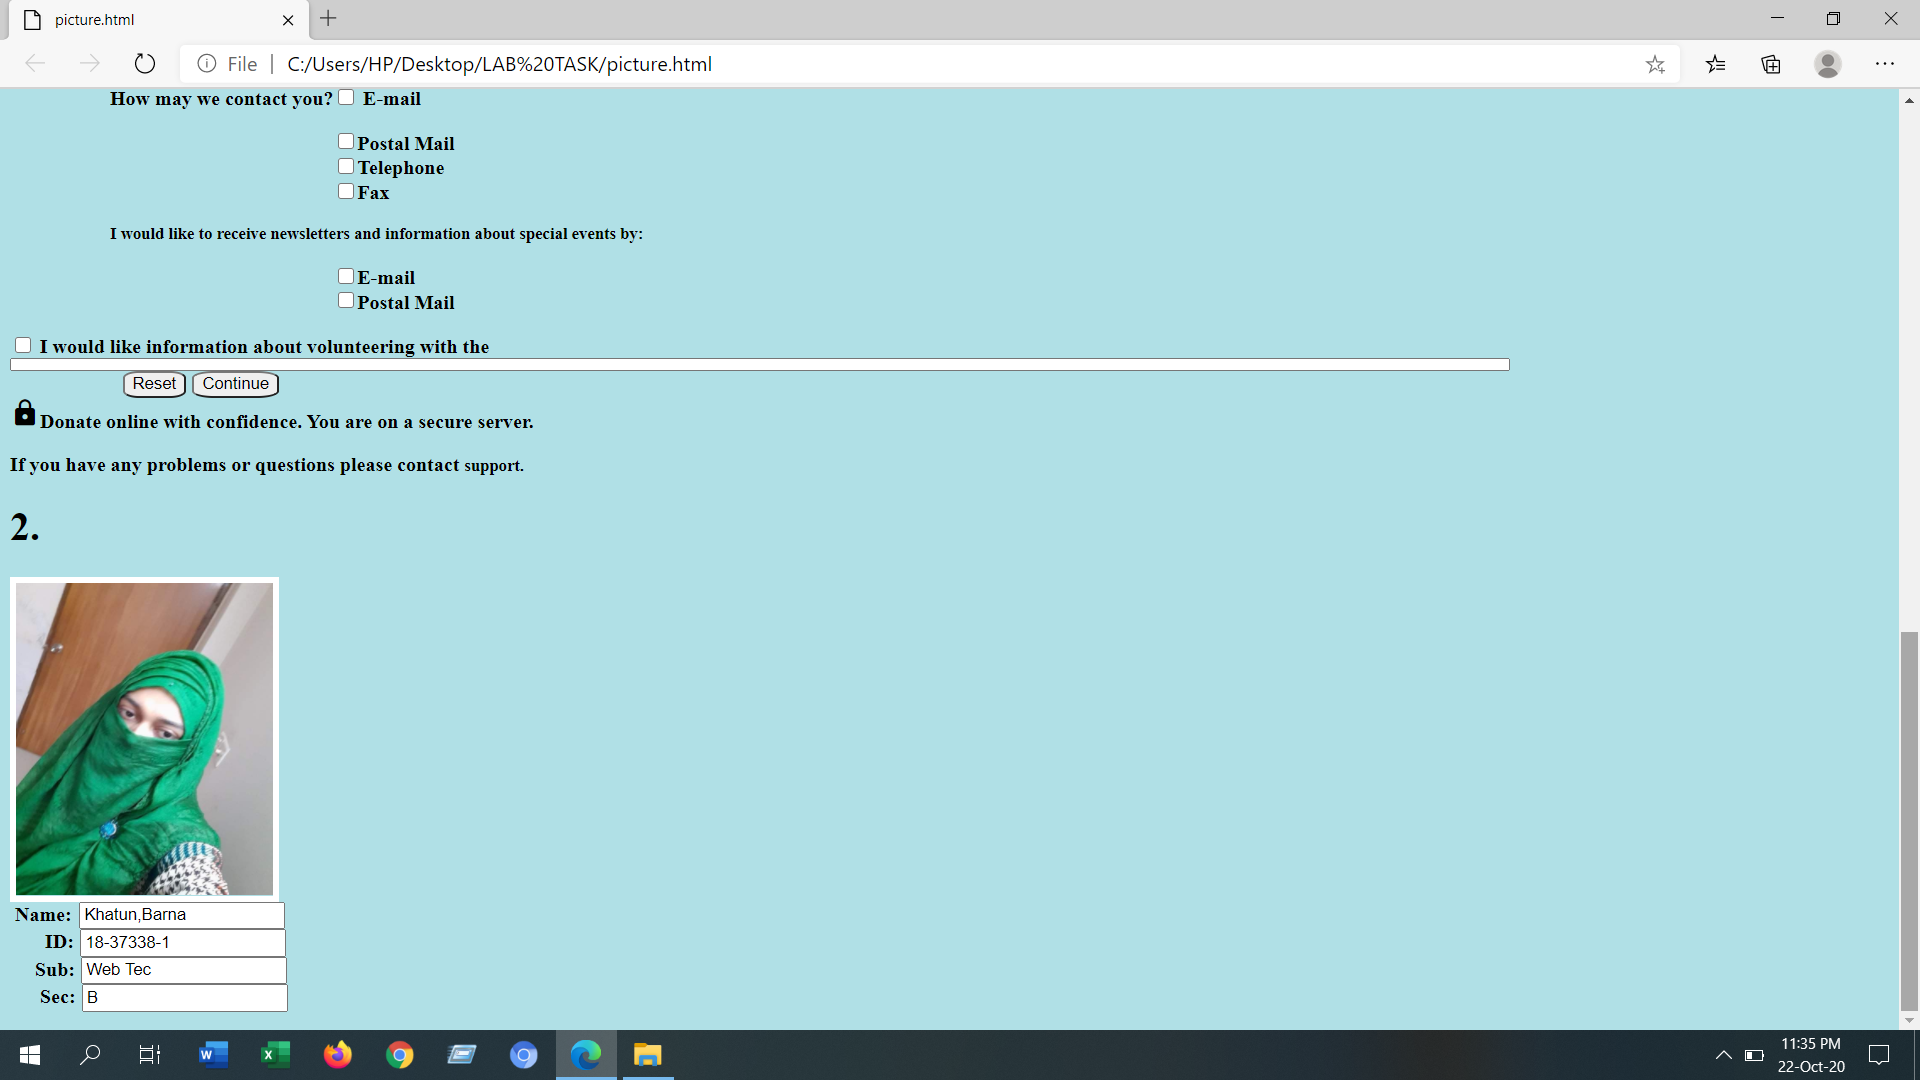 picture.html
File | C:/Users/HP/Desktop/LAB%20TASK/picture.html
How may we contact you? E-mail
Postal Mail
Telephone
Fax
I would like to receive newsletters and information about special events by:
E-mail
Postal Mail
I would like information about volunteering with the
Reset Continue
Donate online with confidence. You are on a secure server.
If you have any problems or questions please contact support.
2.
Name: Khatun,Barna
ID: 18-37338-1
Sub: Web Tec
Sec: B
11:35 PM
22-Oct-20